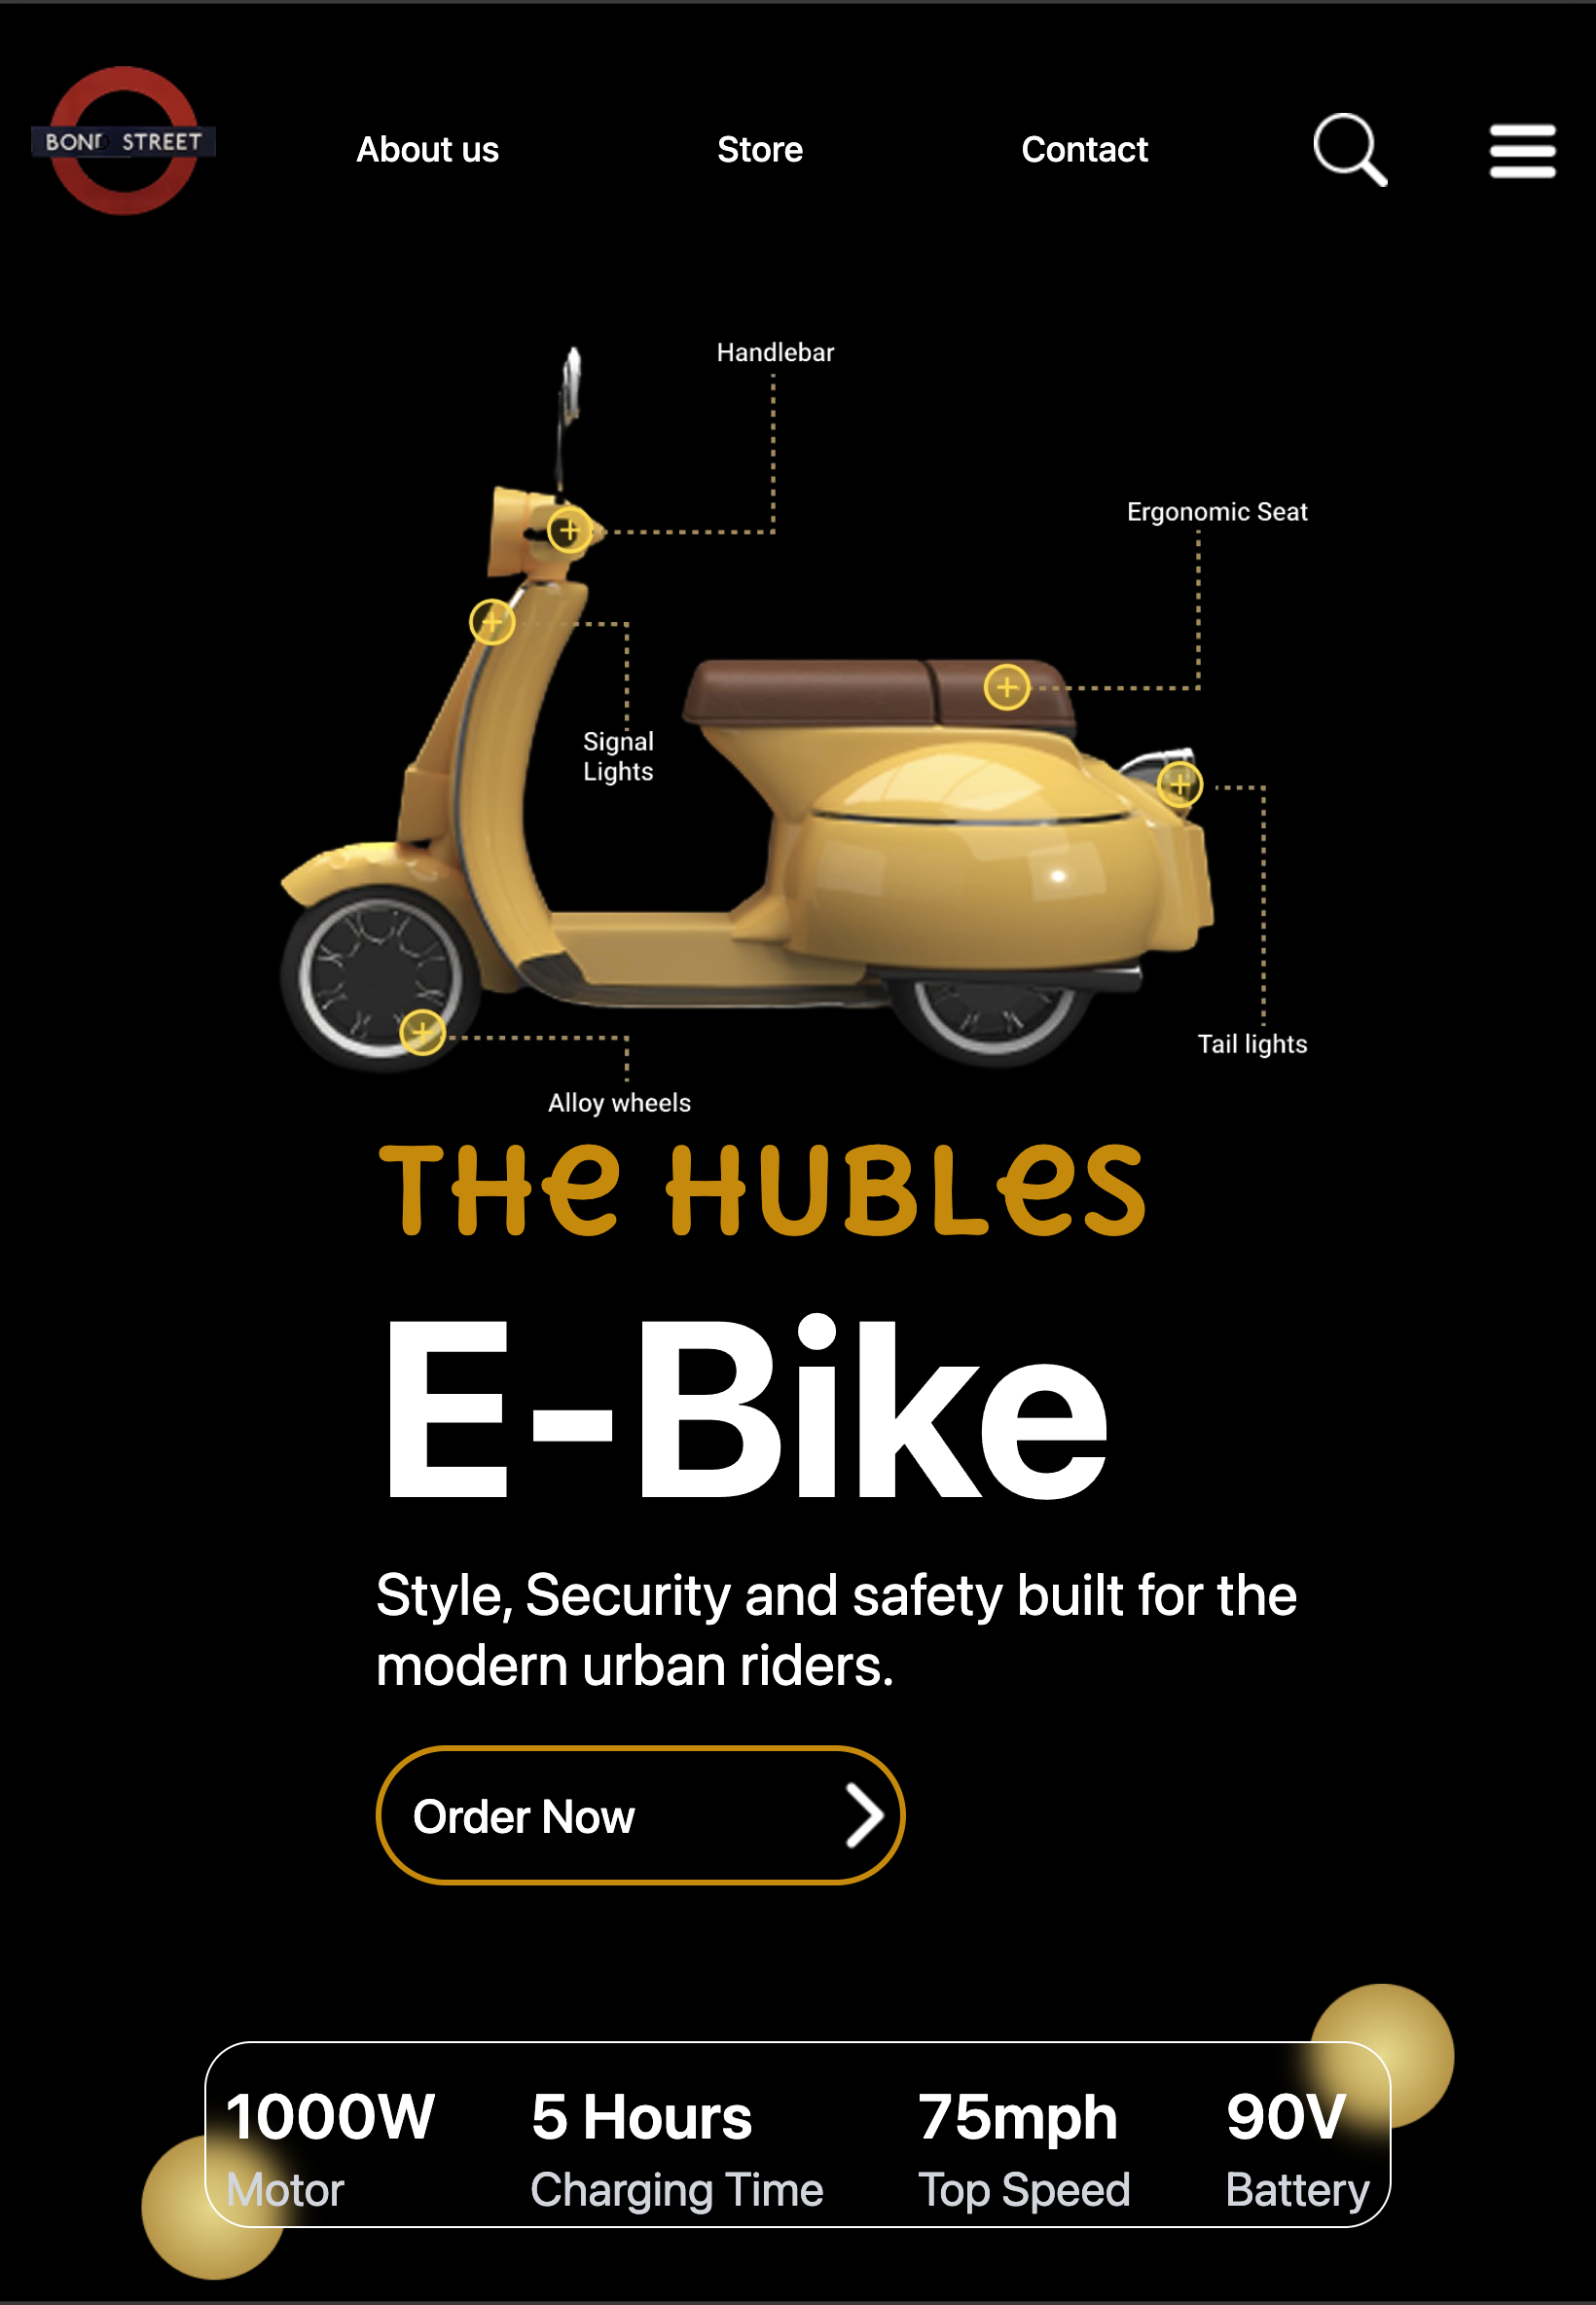 BOND STREET
About us
Store
Contact
Handlebar
Ergonomic Seat
Signal
Lights
Tail lights
Alloy wheels
THe HUBLeS
E-Bike
Style, Security and safety built for the
modern urban riders.
Order Now
1000W
Motor
5 Hours
Charging Time
75mph
Top Speed
90V
Battery